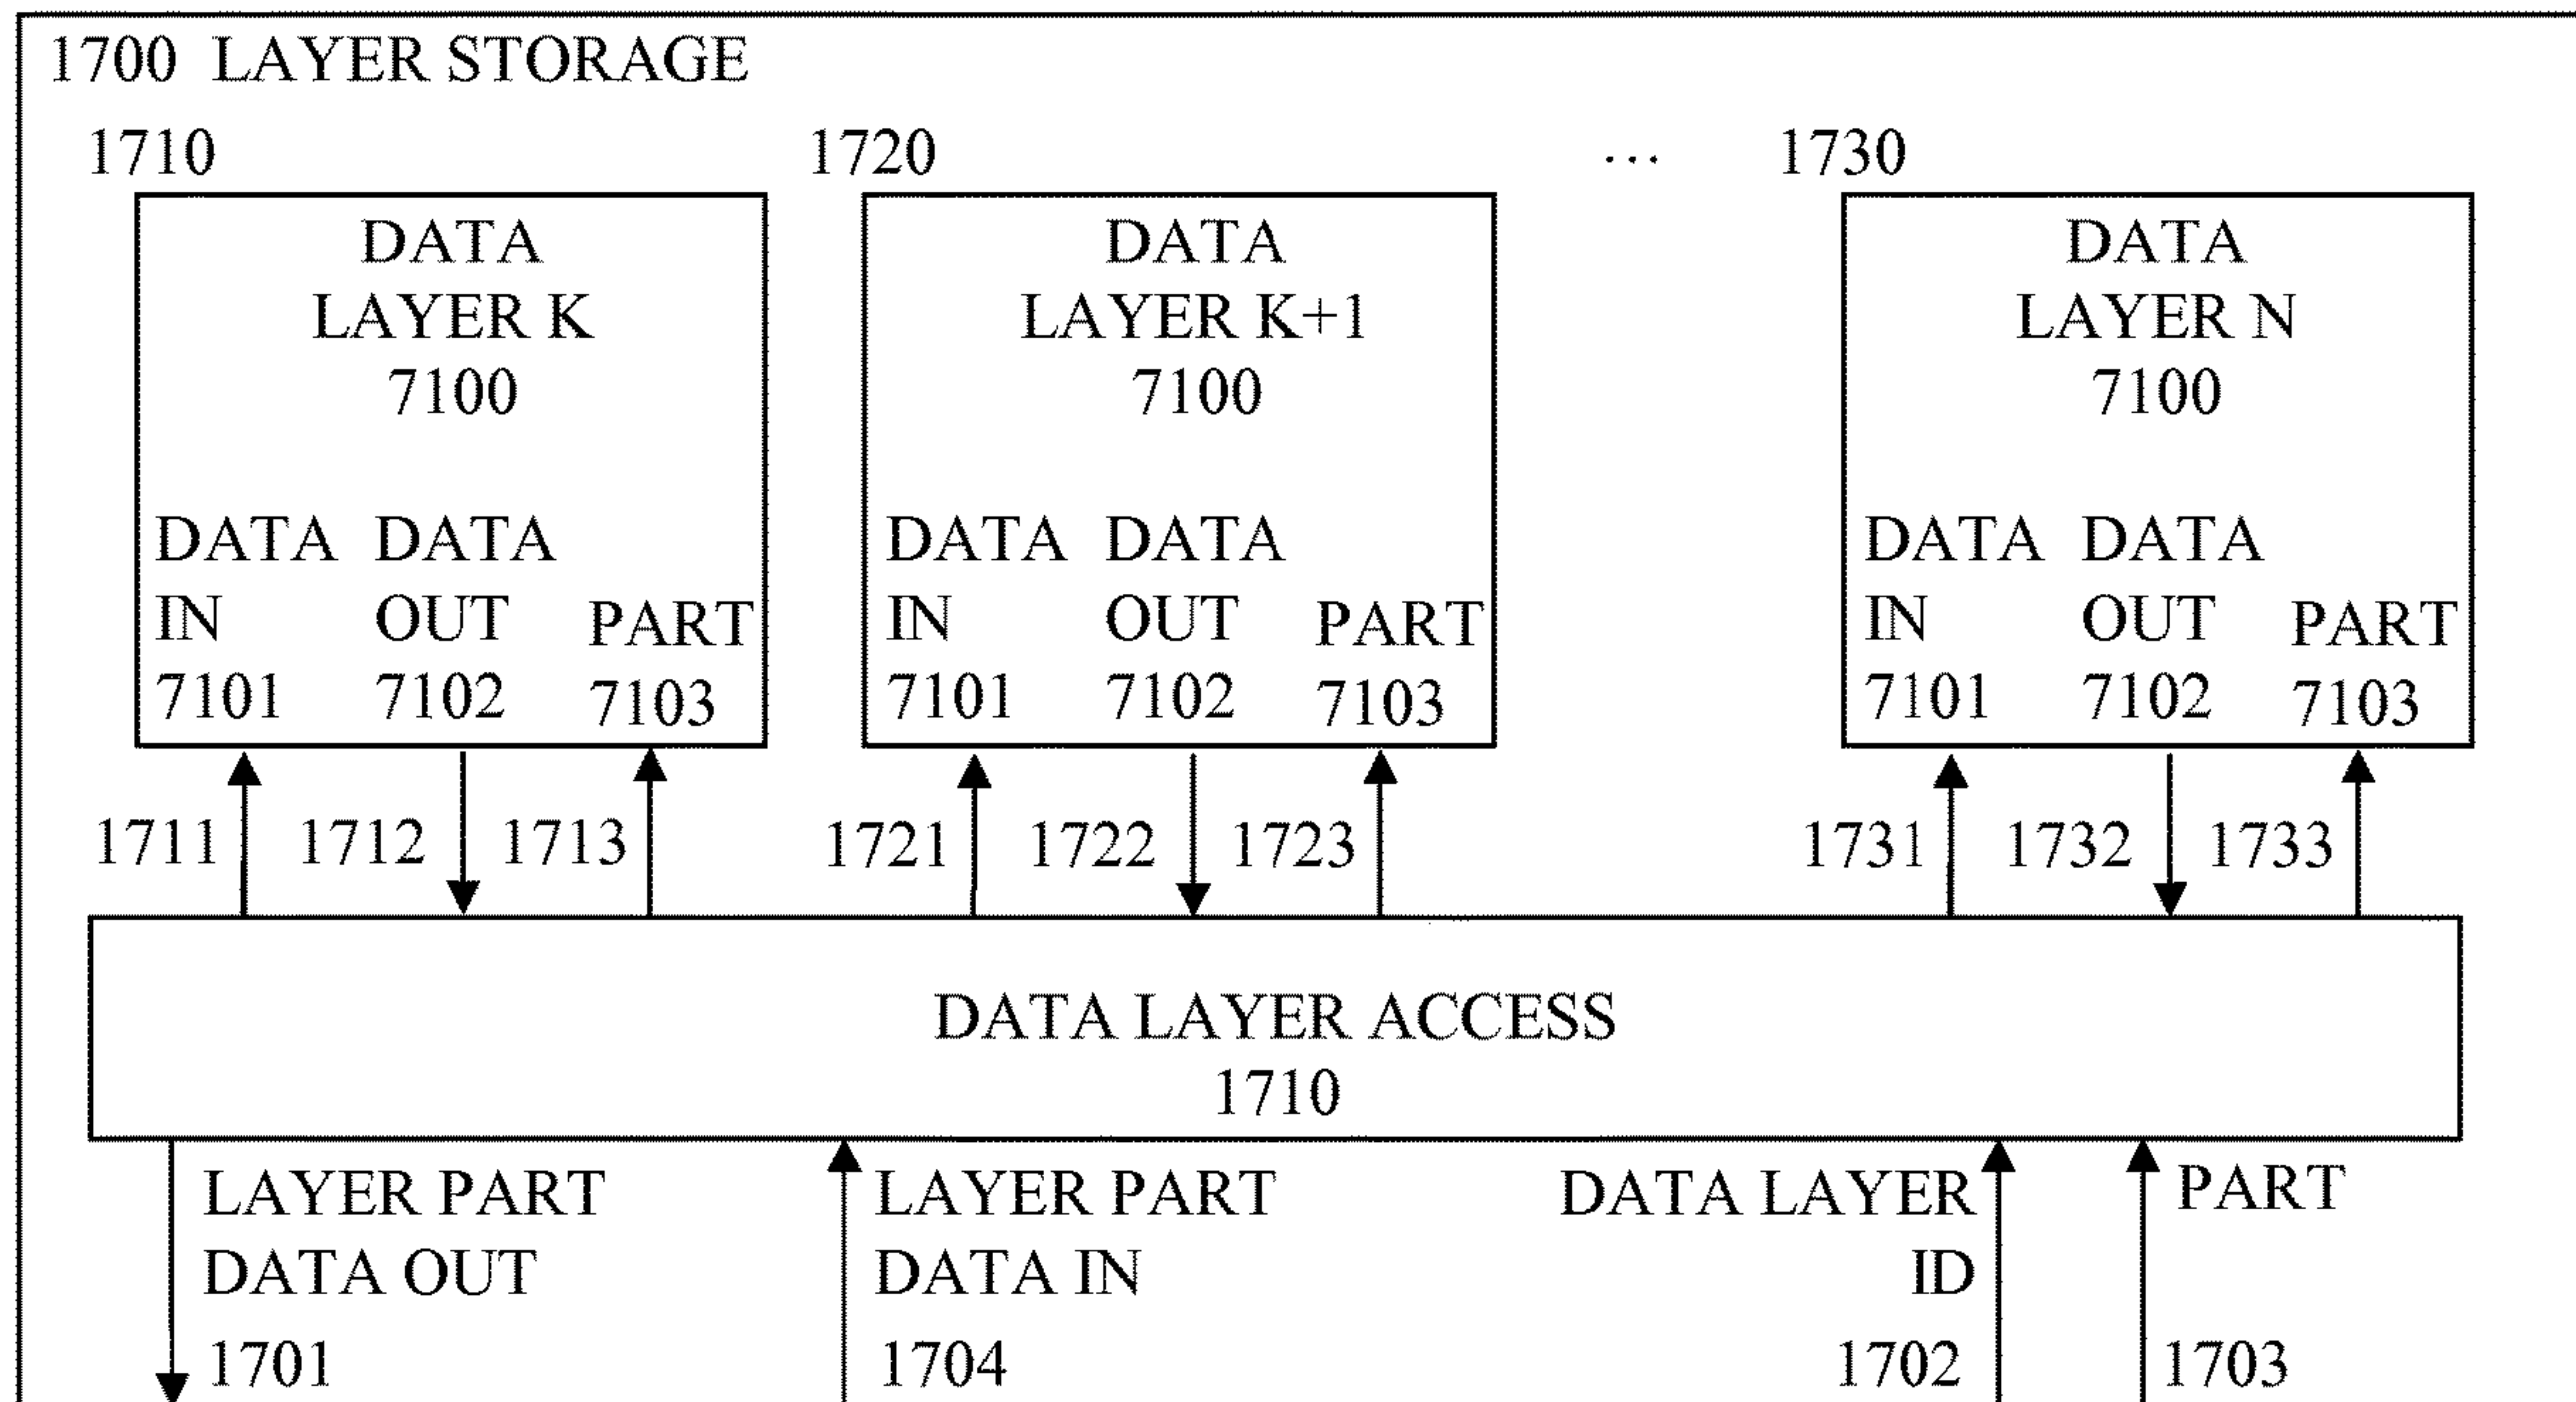 1700 LAYER STORAGE
1710 1720 ... 1730
DATA
LAYER K
7100
DATA DATA
IN OUT PART
7101 7102 7103
DATA
LAYER K+1
7100
DATA DATA
IN OUT PART
7101 7102 7103
DATA
LAYER N
7100
DATA DATA
IN OUT PART
7101 7102 7103
1711 1712 1713 1721 1722 1723 1731 1732 1733
DATA LAYER ACCESS
1710
LAYER PART
DATA OUT
1701
LAYER PART
DATA IN
1704
DATA LAYER
ID
1702
PART
1703